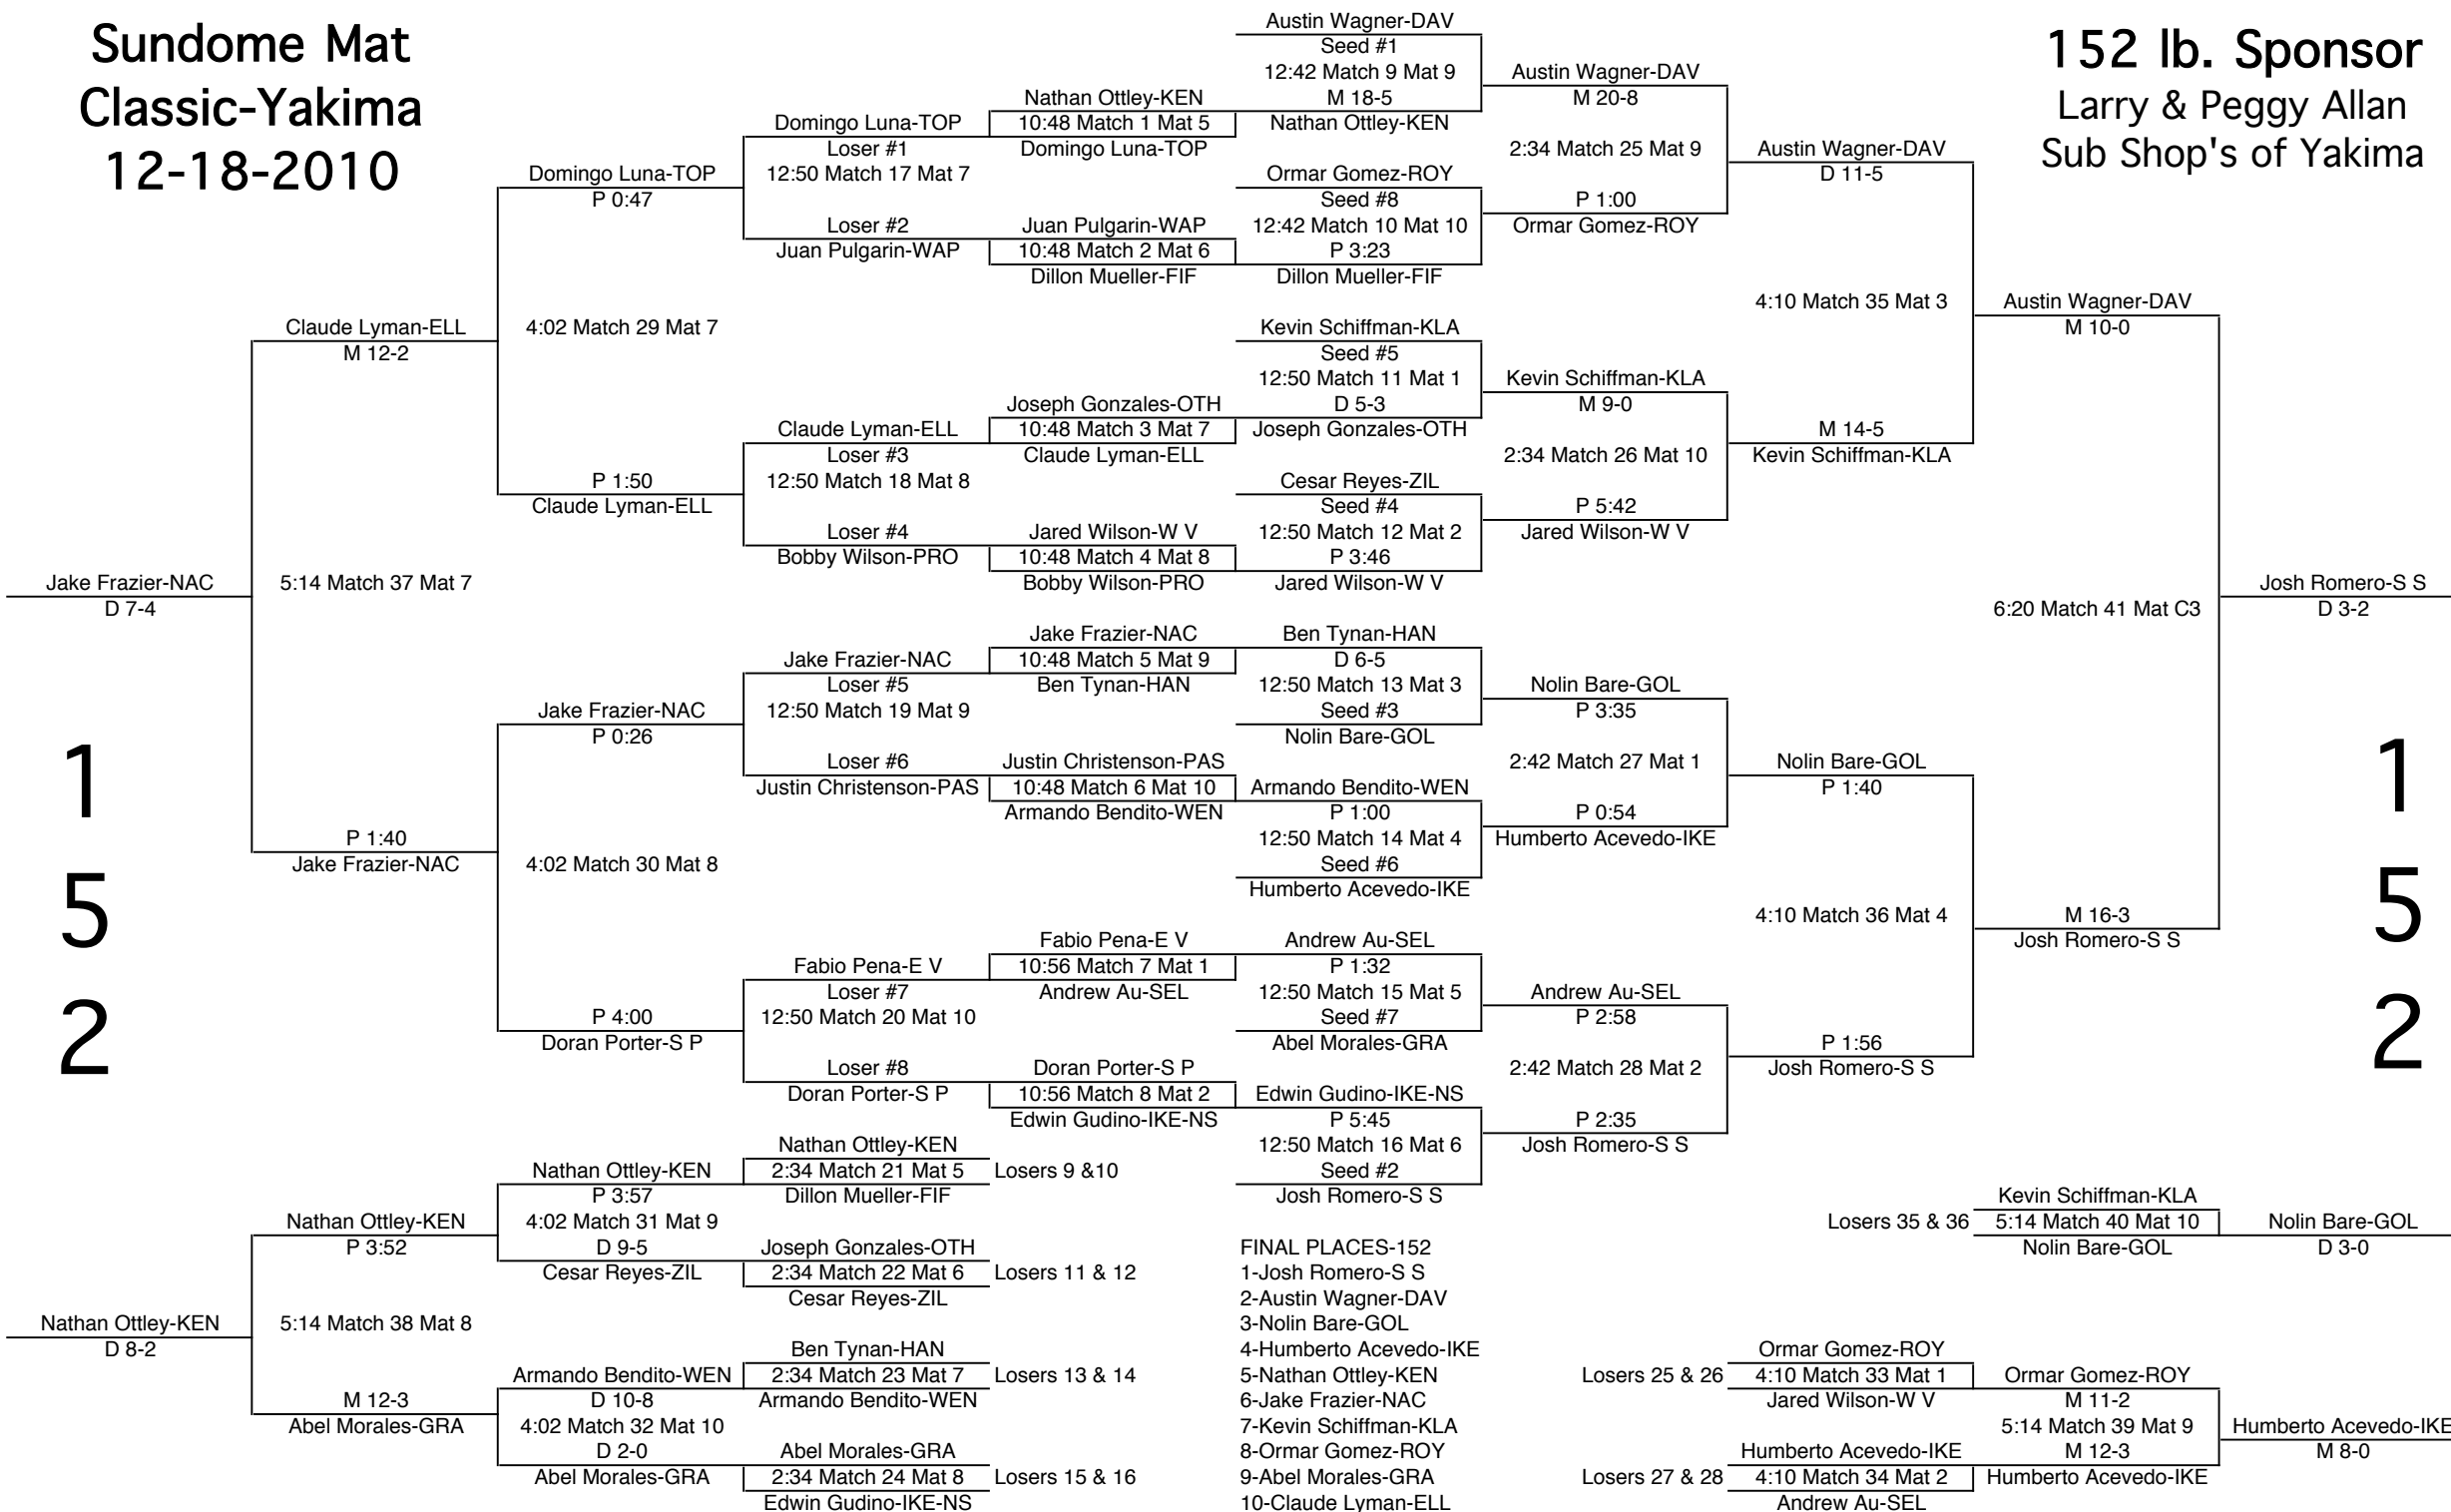 Sundome Mat
Classic-Yakima
12-18-2010
152 lb. Sponsor
Larry & Peggy Allan
Sub Shop's of Yakima
Austin Wagner-DAV
Seed #1
12:42 Match 9 Mat 9
M 18-5
Nathan Ottley-KEN
Austin Wagner-DAV
M 20-8
Nathan Ottley-KEN
10:48 Match 1 Mat 5
Domingo Luna-TOP
Domingo Luna-TOP
Loser #1
12:50 Match 17 Mat 7
Loser #2
Juan Pulgarin-WAP
Domingo Luna-TOP
P 0:47
2:34 Match 25 Mat 9
Austin Wagner-DAV
D 11-5
Ormar Gomez-ROY
Seed #8
12:42 Match 10 Mat 10
P 3:23
Dillon Mueller-FIF
P 1:00
Ormar Gomez-ROY
Juan Pulgarin-WAP
10:48 Match 2 Mat 6
Dillon Mueller-FIF
4:10 Match 35 Mat 3
Austin Wagner-DAV
M 10-0
Claude Lyman-ELL
M 12-2
4:02 Match 29 Mat 7
Kevin Schiffman-KLA
Seed #5
12:50 Match 11 Mat 1
D 5-3
Joseph Gonzales-OTH
Kevin Schiffman-KLA
M 9-0
Joseph Gonzales-OTH
10:48 Match 3 Mat 7
Claude Lyman-ELL
Claude Lyman-ELL
Loser #3
12:50 Match 18 Mat 8
Loser #4
Bobby Wilson-PRO
M 14-5
Kevin Schiffman-KLA
2:34 Match 26 Mat 10
P 1:50
Claude Lyman-ELL
Cesar Reyes-ZIL
Seed #4
12:50 Match 12 Mat 2
P 3:46
Jared Wilson-W V
P 5:42
Jared Wilson-W V
Jared Wilson-W V
10:48 Match 4 Mat 8
Bobby Wilson-PRO
Jake Frazier-NAC
D 7-4
5:14 Match 37 Mat 7
6:20 Match 41 Mat C3
Josh Romero-S S
D 3-2
Jake Frazier-NAC
10:48 Match 5 Mat 9
Ben Tynan-HAN
Ben Tynan-HAN
D 6-5
12:50 Match 13 Mat 3
Seed #3
Nolin Bare-GOL
Jake Frazier-NAC
Loser #5
12:50 Match 19 Mat 9
Loser #6
Justin Christenson-PAS
Nolin Bare-GOL
P 3:35
Jake Frazier-NAC
P 0:26
2:42 Match 27 Mat 1
Nolin Bare-GOL
P 1:40
Justin Christenson-PAS
10:48 Match 6 Mat 10
Armando Bendito-WEN
Armando Bendito-WEN
P 1:00
12:50 Match 14 Mat 4
Seed #6
Humberto Acevedo-IKE
P 0:54
Humberto Acevedo-IKE
P 1:40
Jake Frazier-NAC
4:02 Match 30 Mat 8
4:10 Match 36 Mat 4
M 16-3
Josh Romero-S S
1
5
2
1
5
2
Fabio Pena-E V
10:56 Match 7 Mat 1
Andrew Au-SEL
Andrew Au-SEL
P 1:32
12:50 Match 15 Mat 5
Seed #7
Abel Morales-GRA
Fabio Pena-E V
Loser #7
12:50 Match 20 Mat 10
Loser #8
Doran Porter-S P
Andrew Au-SEL
P 2:58
P 4:00
Doran Porter-S P
2:42 Match 28 Mat 2
P 1:56
Josh Romero-S S
Doran Porter-S P
10:56 Match 8 Mat 2
Edwin Gudino-IKE-NS
Edwin Gudino-IKE-NS
P 5:45
12:50 Match 16 Mat 6
Seed #2
Josh Romero-S S
P 2:35
Josh Romero-S S
Nathan Ottley-KEN
2:34 Match 21 Mat 5
Dillon Mueller-FIF
Losers 9 &10
Nathan Ottley-KEN
P 3:57
4:02 Match 31 Mat 9
D 9-5
Cesar Reyes-ZIL
Nathan Ottley-KEN
P 3:52
Joseph Gonzales-OTH
2:34 Match 22 Mat 6
Cesar Reyes-ZIL
Losers 11 & 12
Nathan Ottley-KEN
D 8-2
5:14 Match 38 Mat 8
Ben Tynan-HAN
2:34 Match 23 Mat 7
Armando Bendito-WEN
Losers 13 & 14
Armando Bendito-WEN
D 10-8
4:02 Match 32 Mat 10
D 2-0
Abel Morales-GRA
M 12-3
Abel Morales-GRA
Abel Morales-GRA
2:34 Match 24 Mat 8
Edwin Gudino-IKE-NS
Losers 15 & 16
FINAL PLACES-152
1-Josh Romero-S S
2-Austin Wagner-DAV
3-Nolin Bare-GOL
4-Humberto Acevedo-IKE
5-Nathan Ottley-KEN
6-Jake Frazier-NAC
7-Kevin Schiffman-KLA
8-Ormar Gomez-ROY
9-Abel Morales-GRA
10-Claude Lyman-ELL
Losers 35 & 36
Kevin Schiffman-KLA
5:14 Match 40 Mat 10
Nolin Bare-GOL
Nolin Bare-GOL
D 3-0
Losers 25 & 26
Ormar Gomez-ROY
4:10 Match 33 Mat 1
Jared Wilson-W V
Ormar Gomez-ROY
M 11-2
5:14 Match 39 Mat 9
M 12-3
Humberto Acevedo-IKE
Humberto Acevedo-IKE
M 8-0
Losers 27 & 28
Humberto Acevedo-IKE
4:10 Match 34 Mat 2
Andrew Au-SEL